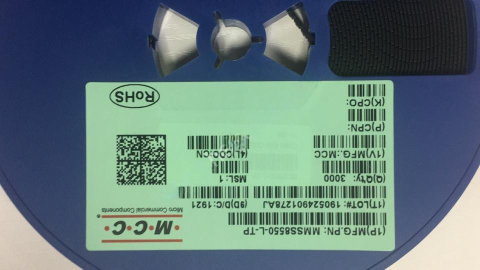 ·M·C·C·
Micro Commercial Components
(1P)MFG.PN: MMSS8550-L-TP
(1T)LOT#: 190524901278AJ
(9D)D/C:1921
(Q)QTY: 3000
MSL: 1
(1V)MFG.:MCC
(4L)COO:CN
(P)CPN:
(K)CPO:
RoHS